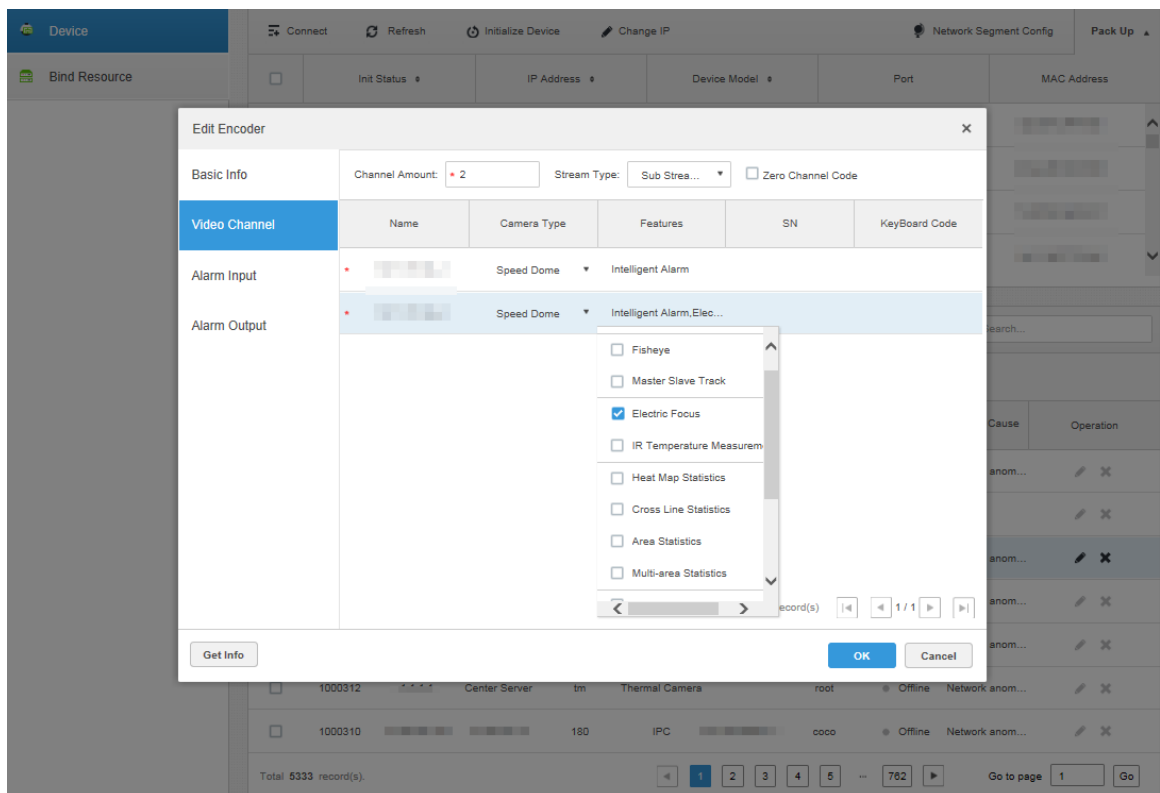 Device
Connect Refresh Initialize Device Change IP Network Segment Config Pack Up
Bind Resource
Init Status IP Address Device Model Port MAC Address
Edit Encoder
Basic Info
Channel Amount: * 2 Stream Type: Sub Strea... Zero Channel Code
Video Channel
Name Camera Type Features SN KeyBoard Code
Alarm Input
* Speed Dome Intelligent Alarm
Alarm Output
* Speed Dome Intelligent Alarm,Elec...
Search...
Fisheye
Master Slave Track
Electric Focus
Cause Operation
IR Temperature Measurem
anom...
Heat Map Statistics
Cross Line Statistics
Area Statistics
anom...
Multi-area Statistics
ecord(s) 1 / 1
anom...
Get Info OK Cancel
anom...
1000312 Center Server tm Thermal Camera root Offline Network anom...
1000310 180 IPC coco Offline Network anom...
Total 5333 record(s). 1 2 3 4 5 ... 762 Go to page 1 Go